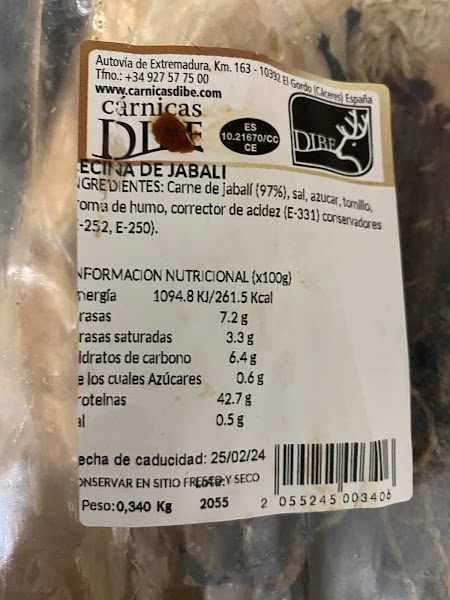 Autovía de Extremadura, Km. 163 - 10392 El Gordo (Cáceres) España
Tfno.: +34 927 57 75 00
www.carnicasdibe.com
cárnicas
DIBE
ES
10.21670/CC
CE
DIBE
ECINA DE JABALI
NGREDIENTES: Carne de jabalí (97%), sal, azucar, tomillo,
roma de humo, corrector de acidez (E-331) conservadores
-252, E-250).
NFORMACION NUTRICIONAL (x100g)
nergía 1094.8 KJ/261.5 Kcal
rasas 7.2 g
rasas saturadas 3.3 g
idratos de carbono 6.4 g
e los cuales Azúcares 0.6 g
roteínas 42.7 g
al 0.5 g
echa de caducidad: 25/02/24
ONSERVAR EN SITIO FRESCO Y SECO
Peso: 0,340 Kg 2055
2 055245 003406